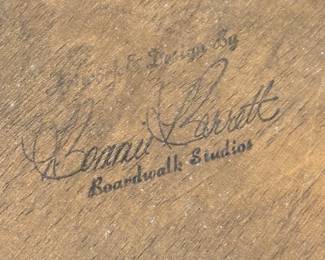 & Design By
Bonnie Barrett
Boardwalk Studios